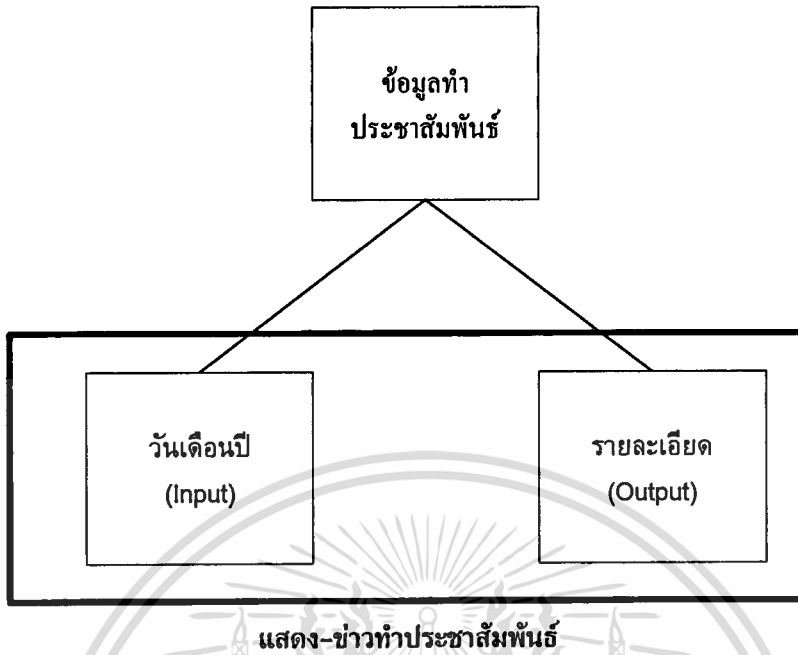 ข้อมูลทำ
ประชาสัมพันธ์
วันเดือนปี
(Input)
รายละเอียด
(Output)
แสดง-ข่าวทำประชาสัมพันธ์